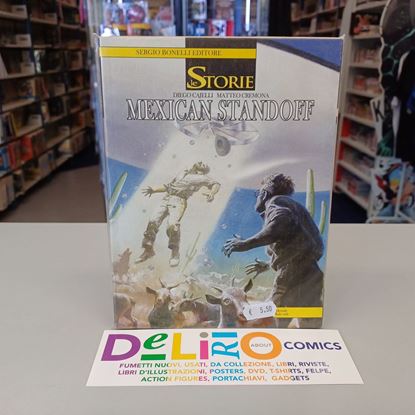 SERGIO BONELLI EDITORE
le STORIE
DIEGO CAJELLI MATTEO CREMONA
MEXICAN STANDOFF
€ 5,50
DELIRIO ABOUT COMICS
FUMETTI NUOVI, USATI, DA COLLEZIONE, LIBRI, RIVISTE,
LIBRI D'ILLUSTRAZIONI, POSTERS, DVD, T-SHIRTS, FELPE,
ACTION FIGURES, PORTACHIAVI, GADGETS